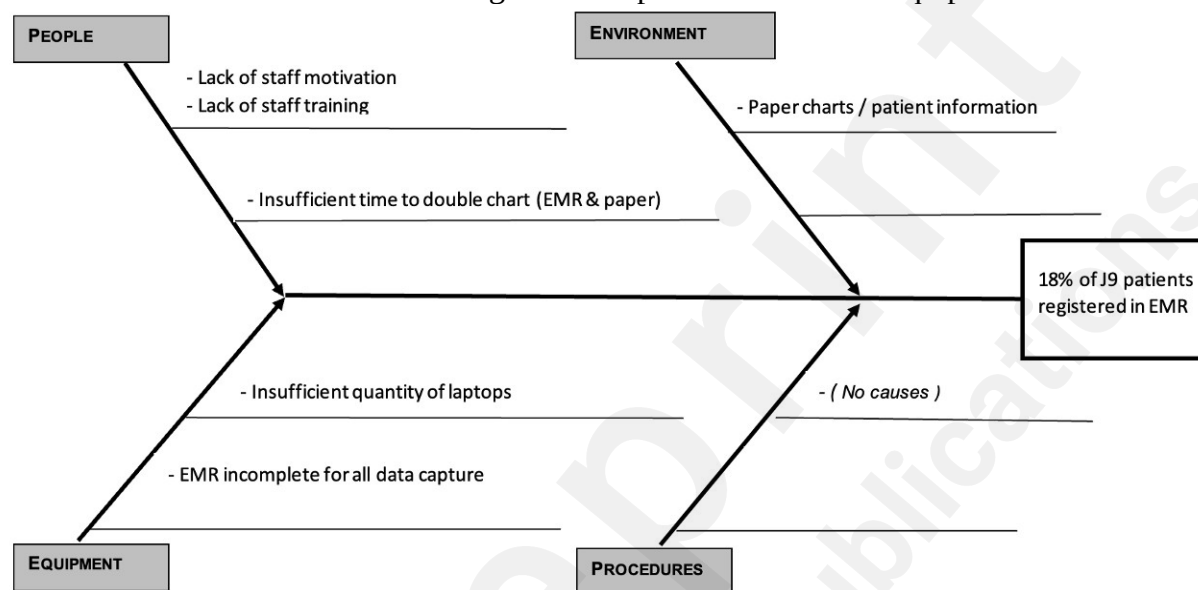 PEOPLE
ENVIRONMENT
- Lack of staff motivation
- Lack of staff training
- Paper charts / patient information
- Insufficient time to double chart (EMR & paper)
18% of J9 patients
registered in EMR
- Insufficient quantity of laptops
- ( No causes )
- EMR incomplete for all data capture
EQUIPMENT
PROCEDURES